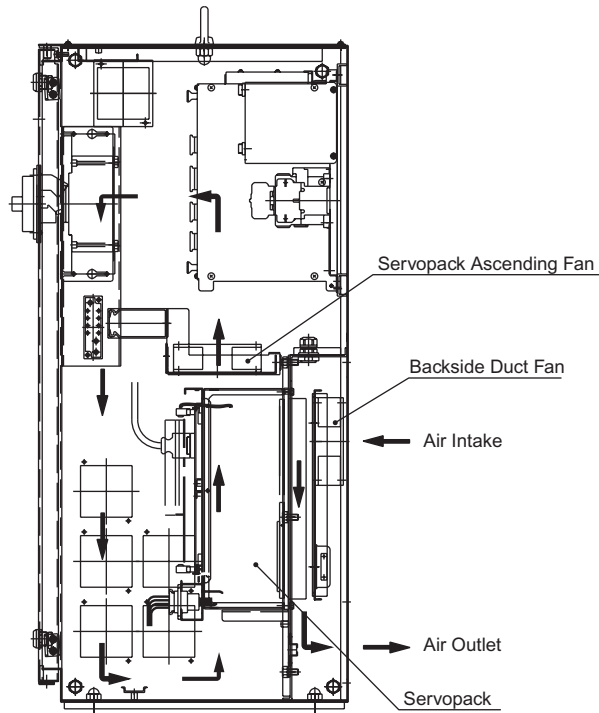 Servopack Ascending Fan
Backside Duct Fan
Air Intake
Air Outlet
Servopack